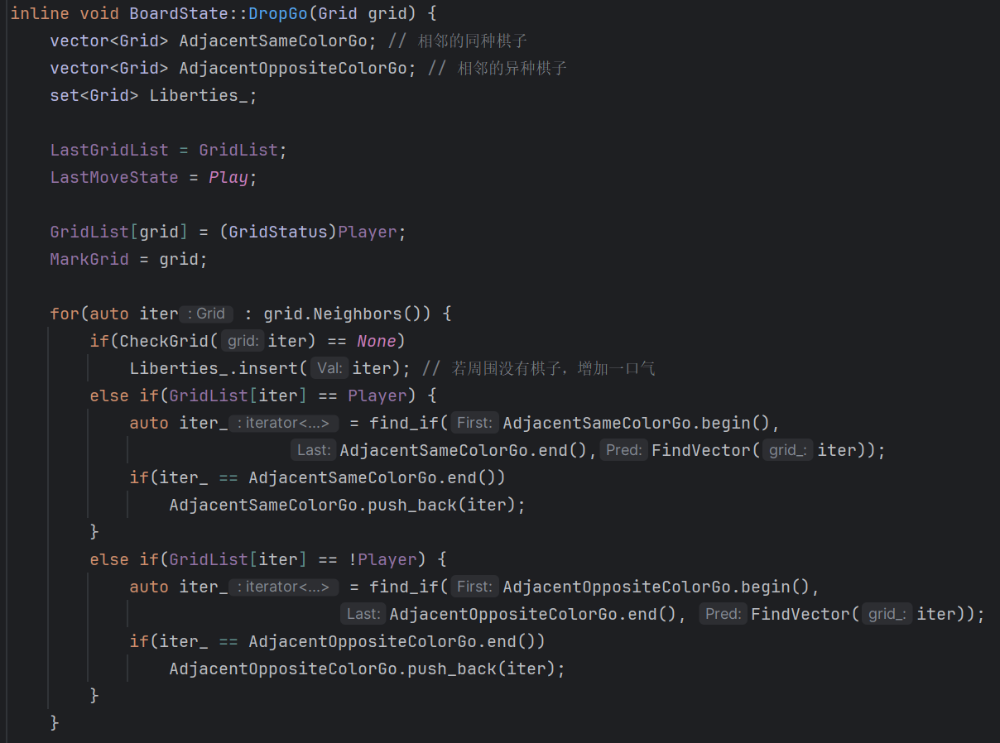 inline void BoardState::DropGo(Grid grid) {
vector<Grid> AdjacentSameColorGo; // 相邻的同种棋子
vector<Grid> AdjacentOppositeColorGo; // 相邻的异种棋子
set<Grid> Liberties_;
LastGridList = GridList;
LastMoveState = Play;
GridList[grid] = (GridStatus)Player;
MarkGrid = grid;
for(auto iter : Grid : grid.Neighbors()) {
if(CheckGrid( grid: iter) == None)
Liberties_.insert( Val: iter); // 若周围没有棋子，增加一口气
else if(GridList[iter] == Player) {
auto iter_ : iterator<...> = find_if( First: AdjacentSameColorGo.begin(),
Last: AdjacentSameColorGo.end(), Pred: FindVector( grid_: iter));
if(iter_ == AdjacentSameColorGo.end())
AdjacentSameColorGo.push_back(iter);
}
else if(GridList[iter] == !Player) {
auto iter_ : iterator<...> = find_if( First: AdjacentOppositeColorGo.begin(),
Last: AdjacentOppositeColorGo.end(), Pred: FindVector( grid_: iter));
if(iter_ == AdjacentOppositeColorGo.end())
AdjacentOppositeColorGo.push_back(iter);
}
}